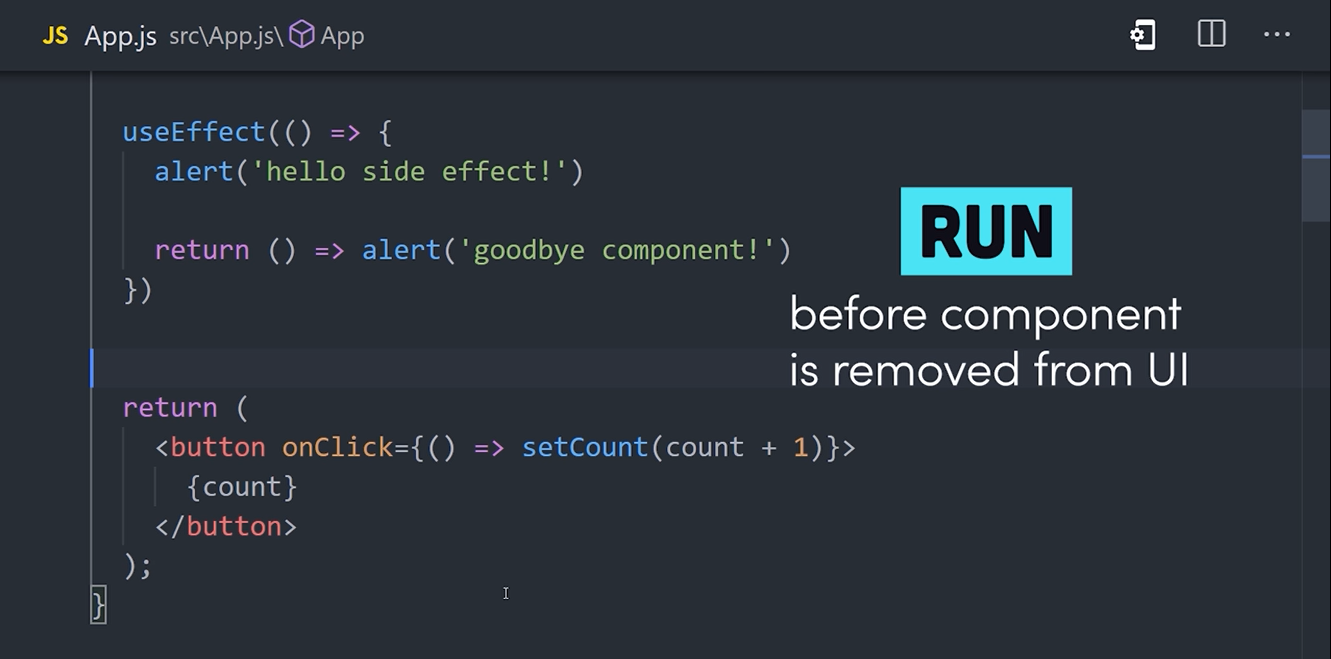 JS App.js src\App.js\ App
useEffect(() => {
alert('hello side effect!')
return () => alert('goodbye component!')
})
RUN
before component
is removed from UI
return (
<button onClick={() => setCount(count + 1)}>
{count}
</button>
);
}